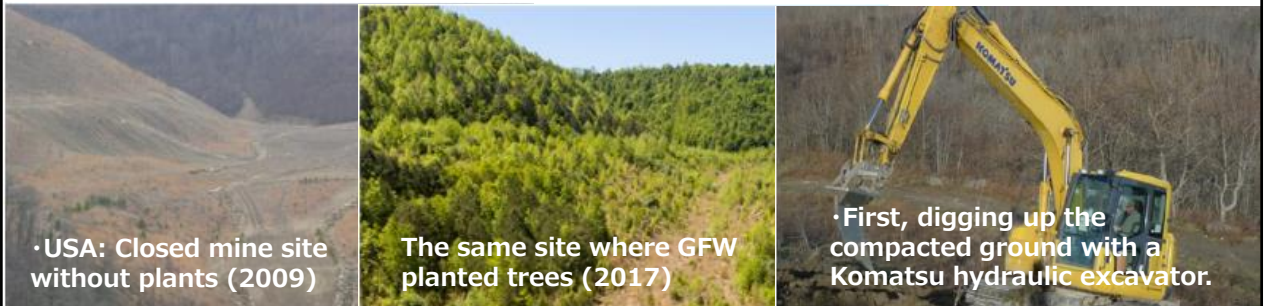 ・USA: Closed mine site
without plants (2009)
The same site where GFW
planted trees (2017)
KOMATSU
・First, digging up the
compacted ground with a
Komatsu hydraulic excavator.